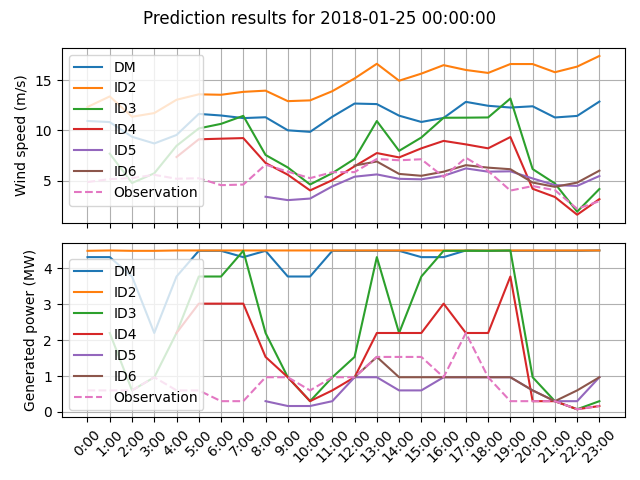 Prediction results for 2018-01-25 00:00:00
Wind speed (m/s)
15
10
5
DM
ID2
ID3
ID4
ID5
ID6
Observation
Generated power (MW)
4
3
2
1
0
DM
ID2
ID3
ID4
ID5
ID6
Observation
0:00 1:00 2:00 3:00 4:00 5:00 6:00 7:00 8:00 9:00 10:00 11:00 12:00 13:00 14:00 15:00 16:00 17:00 18:00 19:00 20:00 21:00 22:00 23:00